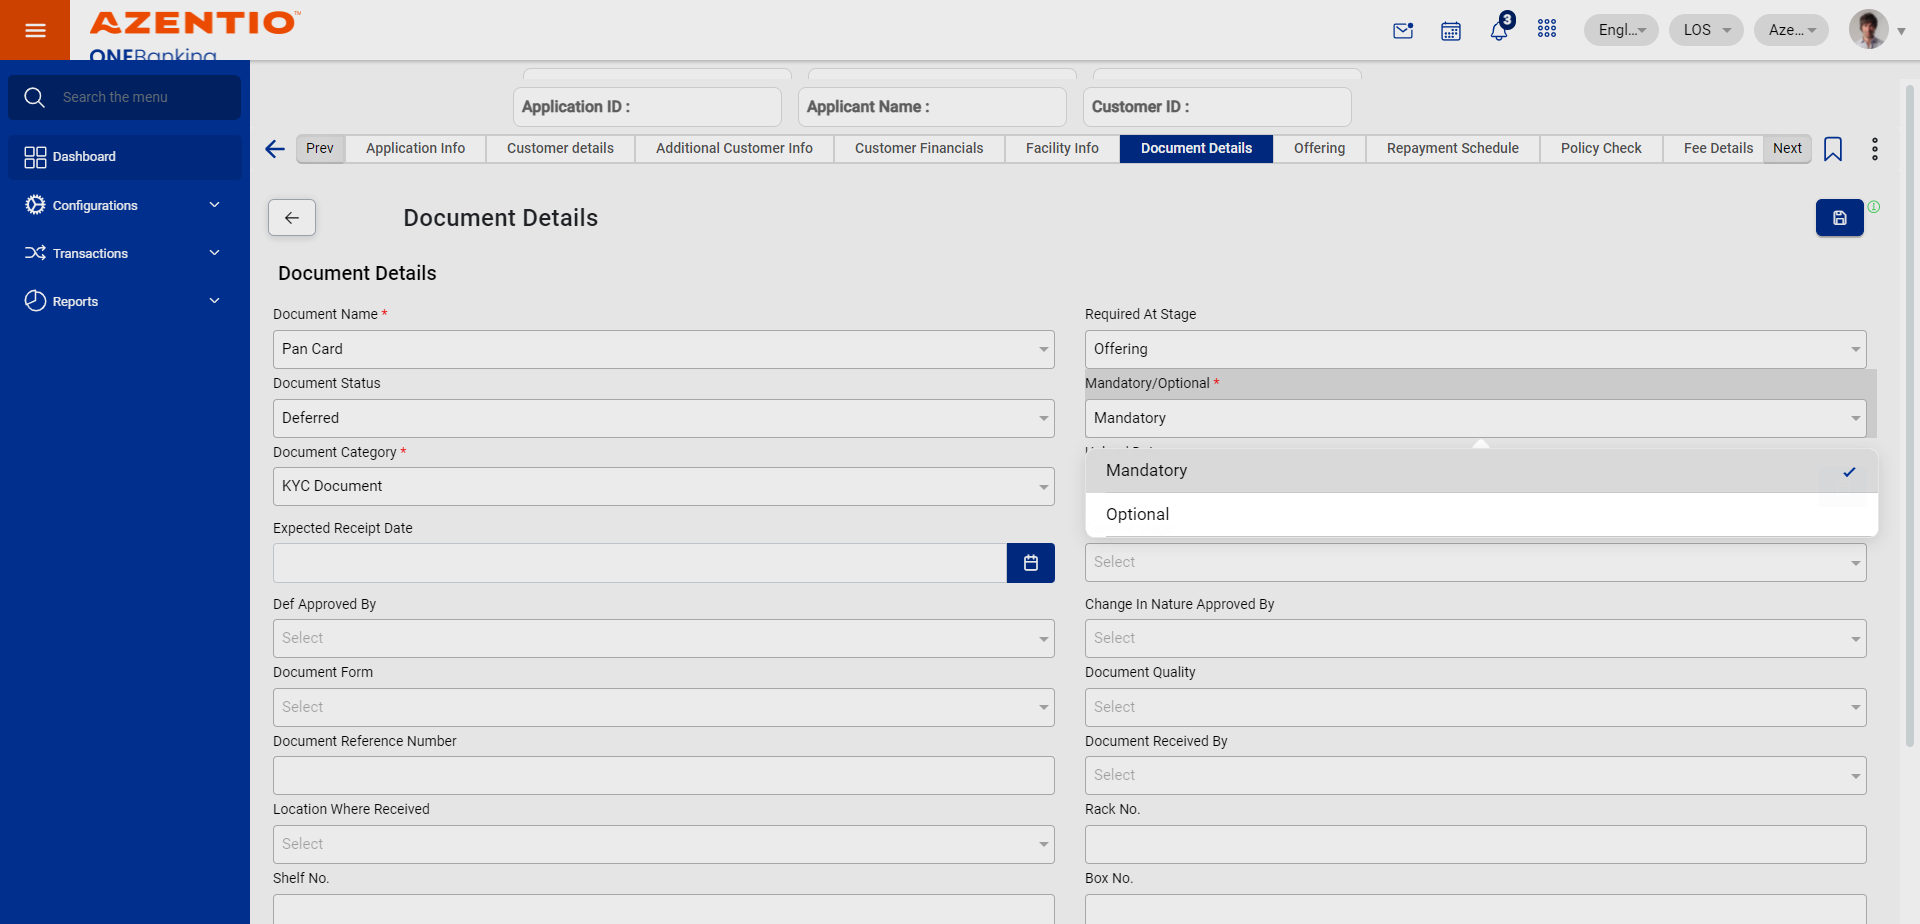 AZENTIO™
ONEBanking
3
Engl...
LOS
Aze...
Search the menu
Dashboard
Configurations
Transactions
Reports
Application ID :
Applicant Name :
Customer ID :
Prev
Application Info
Customer details
Additional Customer Info
Customer Financials
Facility Info
Document Details
Offering
Repayment Schedule
Policy Check
Fee Details
Next
Document Details
Document Details
Document Name *
Required At Stage
Pan Card
Offering
Document Status
Mandatory/Optional *
Deferred
Mandatory
Document Category *
Mandatory
KYC Document
Optional
Expected Receipt Date
Select
Def Approved By
Change In Nature Approved By
Select
Select
Document Form
Document Quality
Select
Select
Document Reference Number
Document Received By
Select
Location Where Received
Rack No.
Select
Shelf No.
Box No.